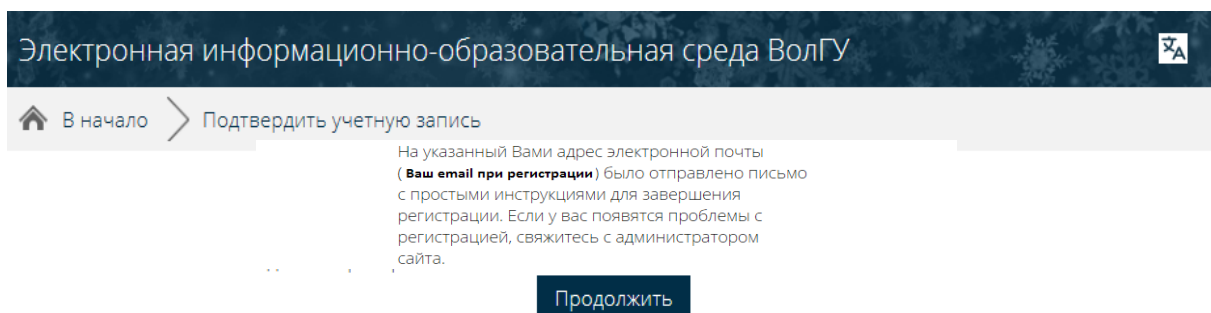 Электронная информационно-образовательная среда ВолГУ
В начало Подтвердить учетную запись
На указанный Вами адрес электронной почты
( Ваш email при регистрации) было отправлено письмо
с простыми инструкциями для завершения
регистрации. Если у вас появятся проблемы с
регистрацией, свяжитесь с администратором
сайта.
Продолжить